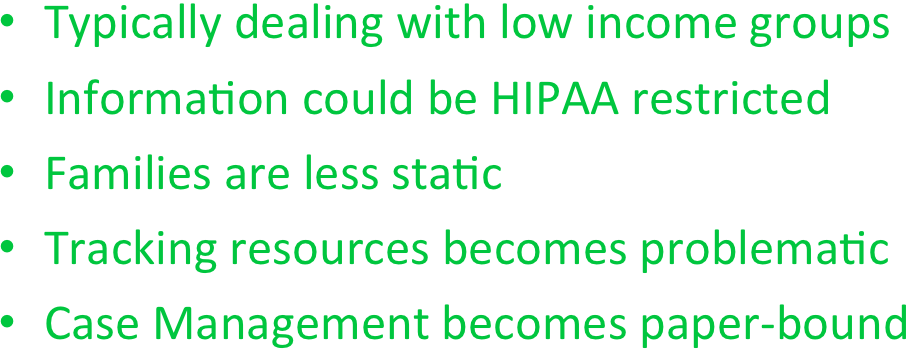 • Typically dealing with low income groups
• Information could be HIPAA restricted
• Families are less static
• Tracking resources becomes problematic
• Case Management becomes paper-bound